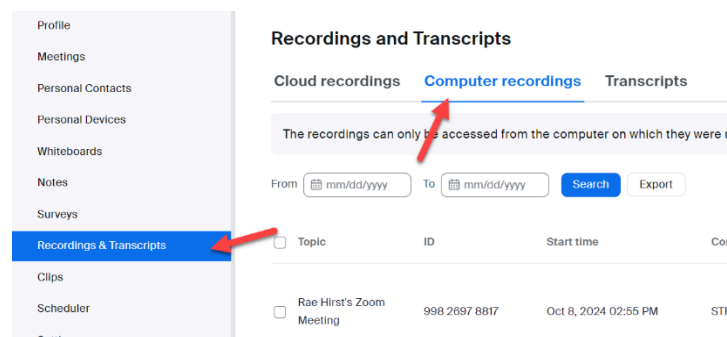 Profile
Meetings
Personal Contacts
Personal Devices
Whiteboards
Notes
Surveys
Recordings & Transcripts
Clips
Scheduler
Recordings and Transcripts
Cloud recordings Computer recordings Transcripts
The recordings can only be accessed from the computer on which they were
From mm/dd/yyyy To mm/dd/yyyy Search Export
Topic ID Start time
Rae Hirst's Zoom
Meeting
998 2697 8817 Oct 8, 2024 02:55 PM